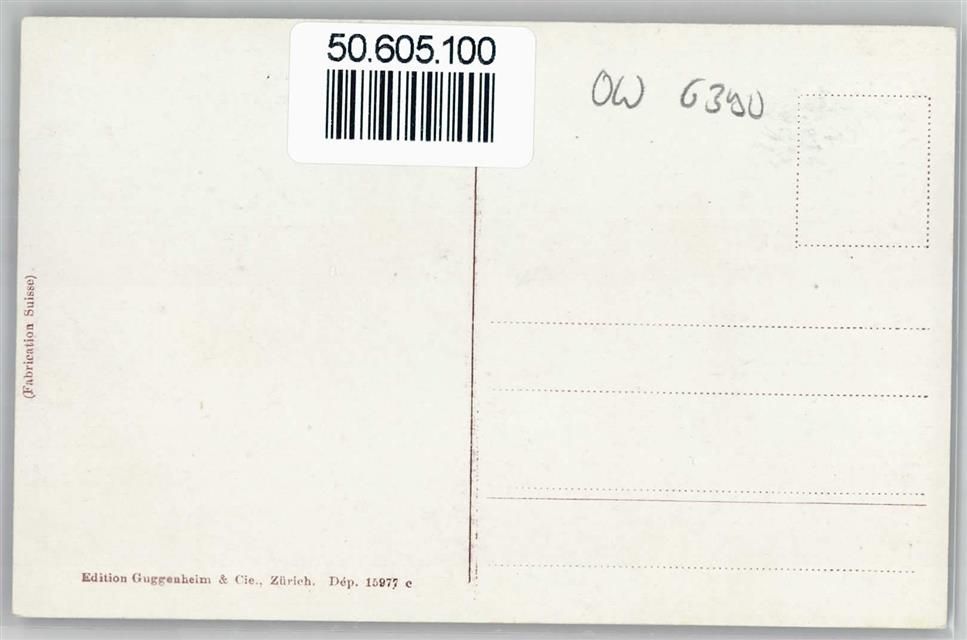 50.605.100
OW 6390
(Fabrication Suisse)
Edition Guggenheim & Cie., Zürich. Dép. 15977 c